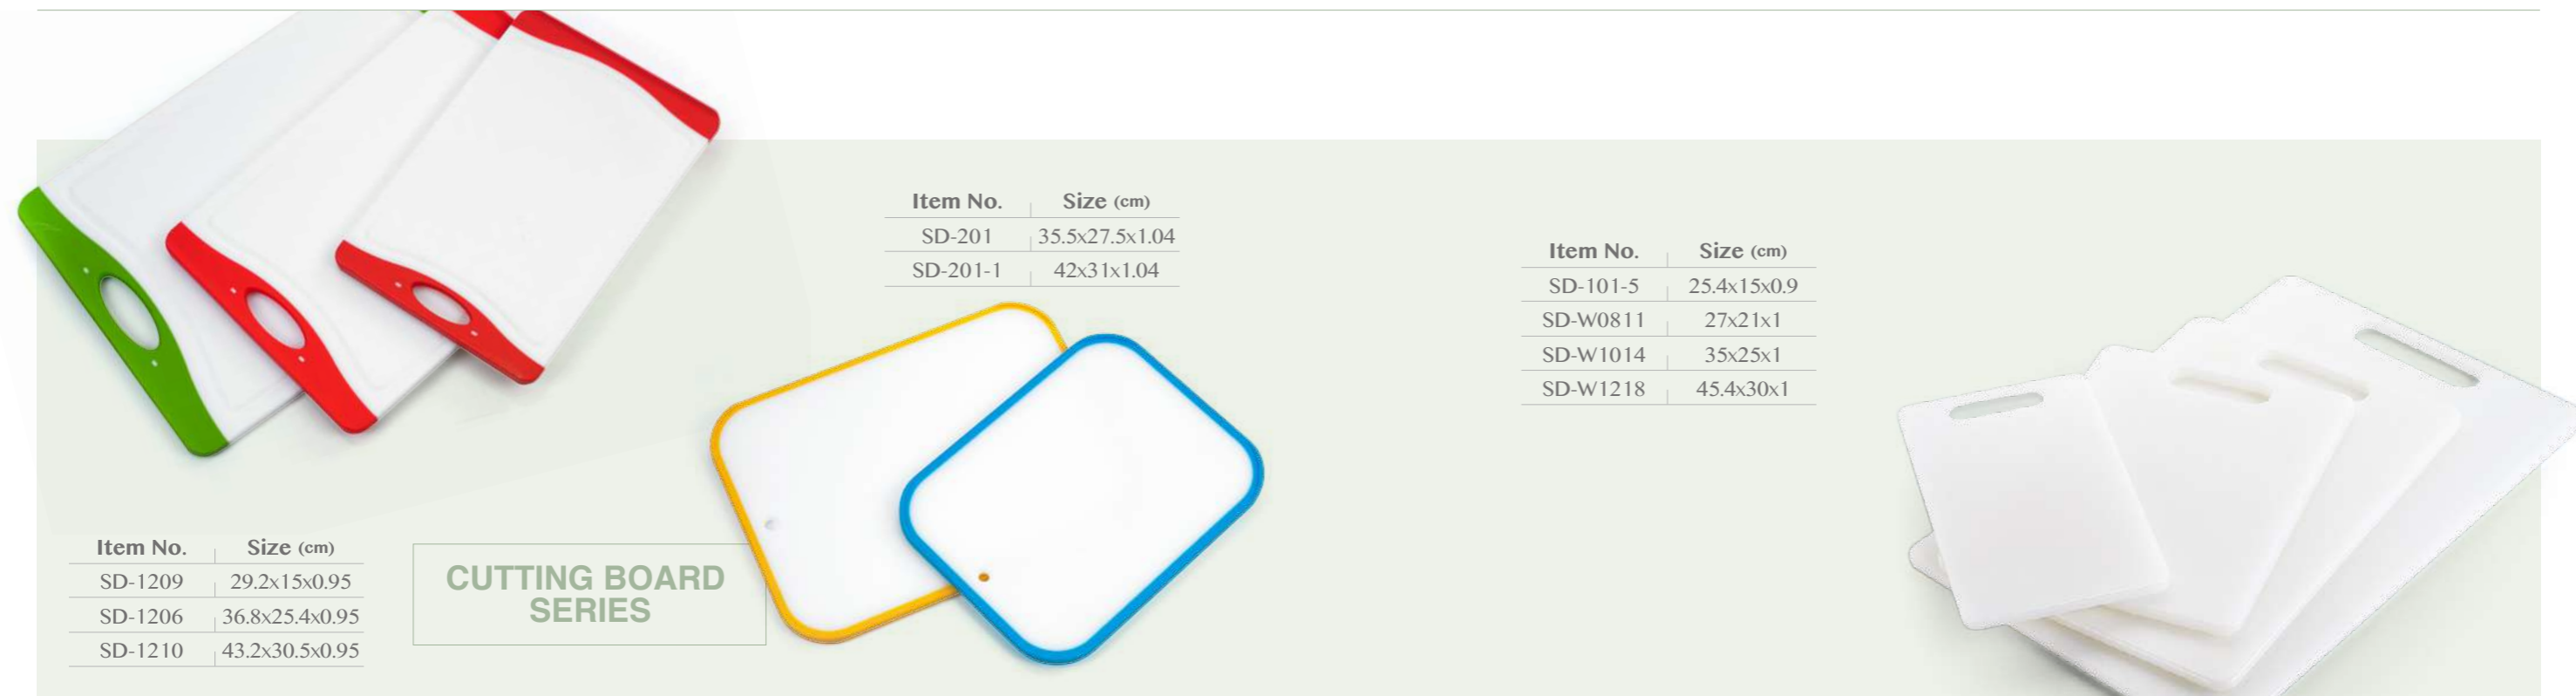 Item No. Size (cm)
SD-201 35.5x27.5x1.04
SD-201-1 42x31x1.04
Item No. Size (cm)
SD-101-5 25.4x15x0.9
SD-W0811 27x21x1
SD-W1014 35x25x1
SD-W1218 45.4x30x1
Item No. Size (cm)
SD-1209 29.2x15x0.95
SD-1206 36.8x25.4x0.95
SD-1210 43.2x30.5x0.95
CUTTING BOARD
SERIES